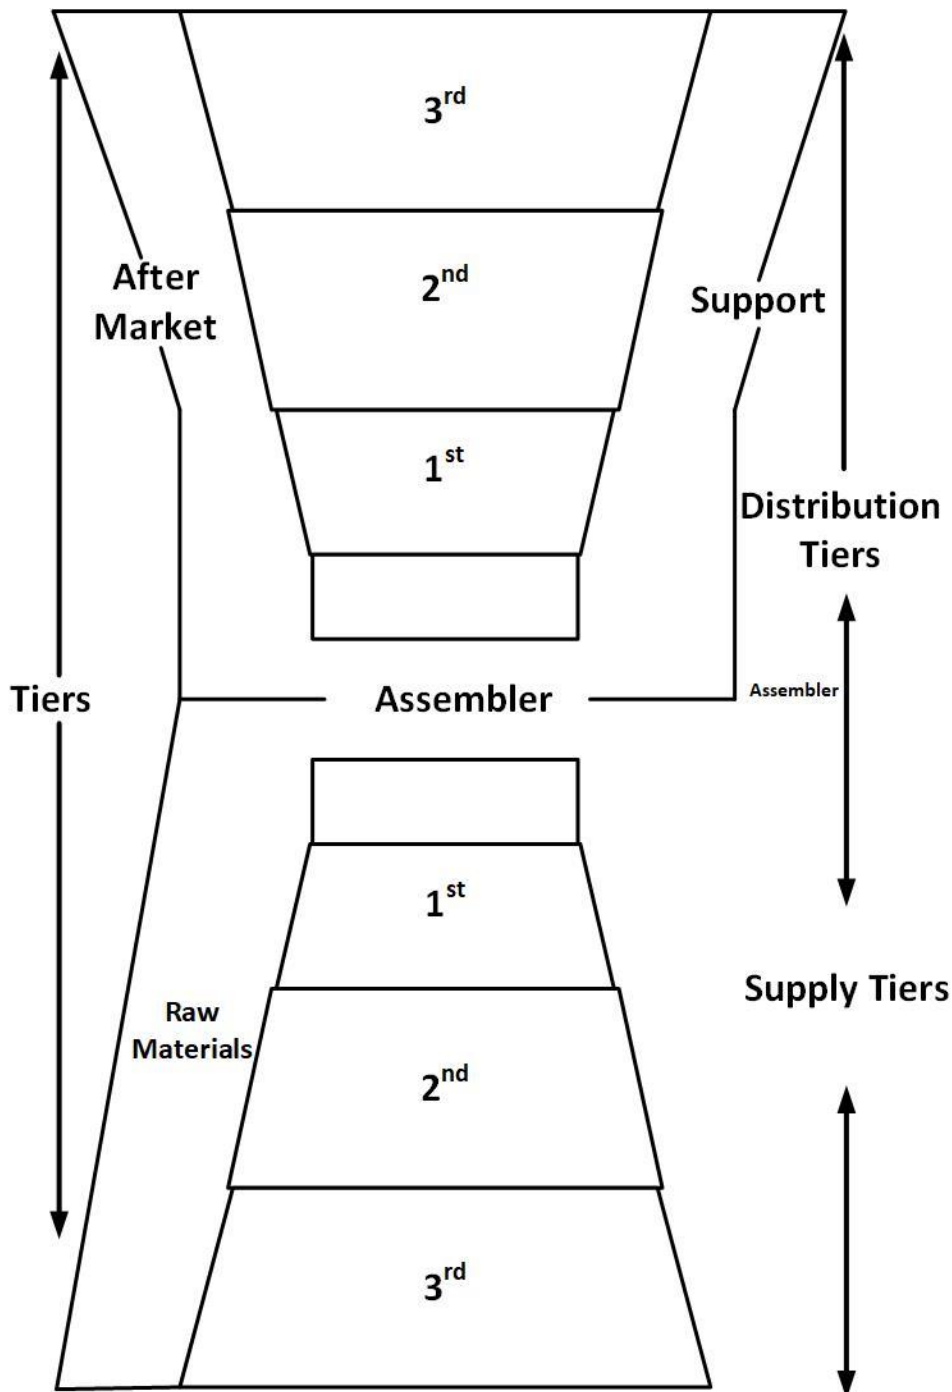 3rd
2nd
After
Market
Support
1st
Distribution
Tiers
Tiers
Assembler
Assembler
1st
Supply Tiers
Raw
Materials
2nd
3rd